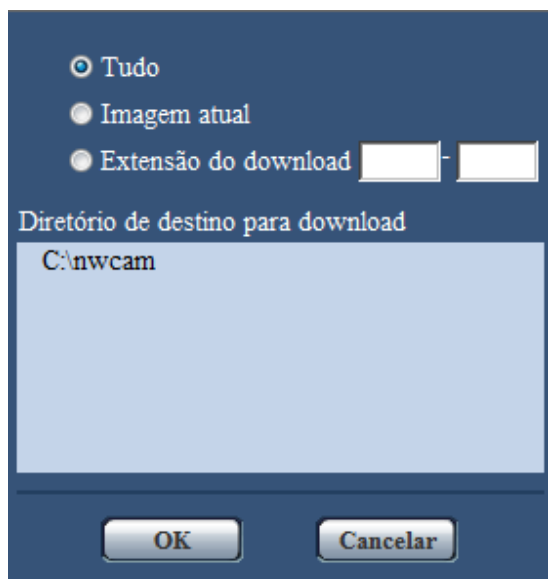 Tudo
Imagem atual
Extensão do download -
Diretório de destino para download
C:\nwcam
OK Cancelar